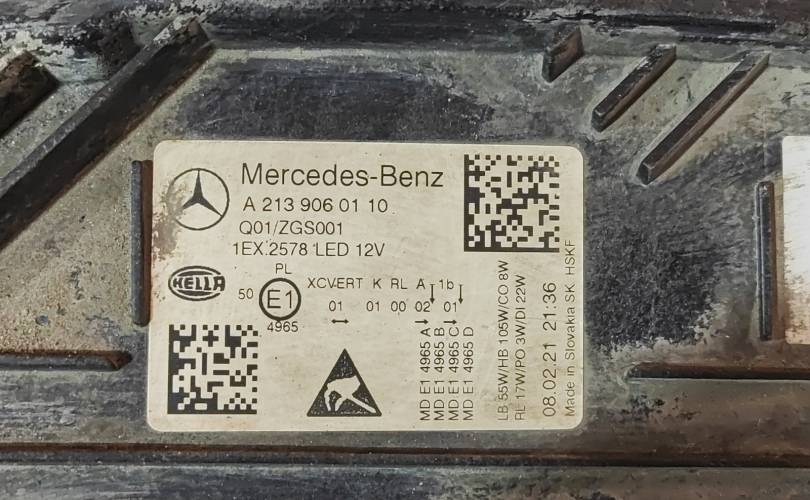 Mercedes-Benz
A 213 906 01 10
Q01/ZGS001
1EX.2578 LED 12V
HELLA
PL
50
E1
4965
XCVERT K RL A 1b
01 01 00 02 01
MD E1 4965 A
MD E1 4965 B
MD E1 4965 C
MD E1 4965 D
LB 55W/HB 105W/CO 8W
RL 17W/PO 3W/DI 22W
08.02.21 21:36
Made in Slovakia SK HSKF